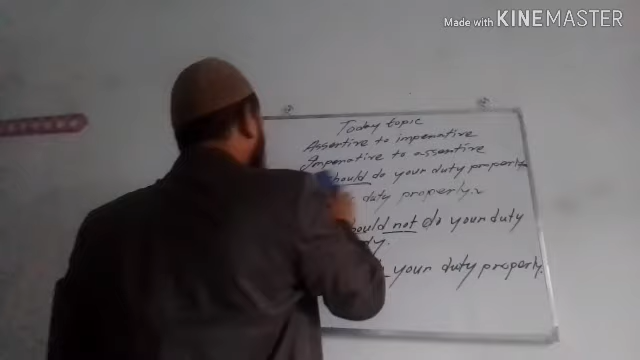 Made with KINEMASTER
Today topic
Assertive to imperative
Imperative to assertive
should do your duty properly
duty properly.
should not do your duty
your duty properly.